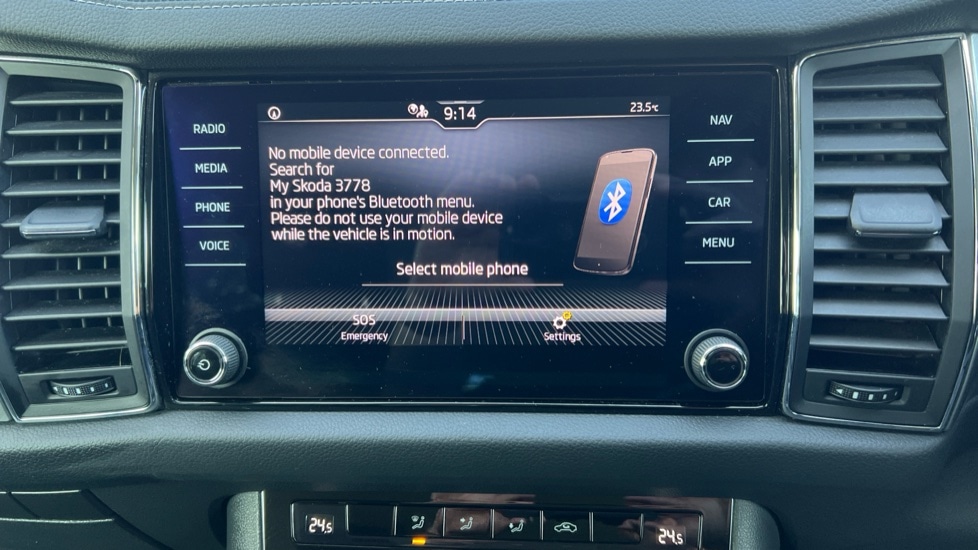 9:14
23.5°C
RADIO
MEDIA
PHONE
VOICE
No mobile device connected.
Search for
My Skoda 3778
in your phone's Bluetooth menu.
Please do not use your mobile device
while the vehicle is in motion.
Select mobile phone
SOS
Emergency
Settings
NAV
APP
CAR
MENU
24.5
24.5